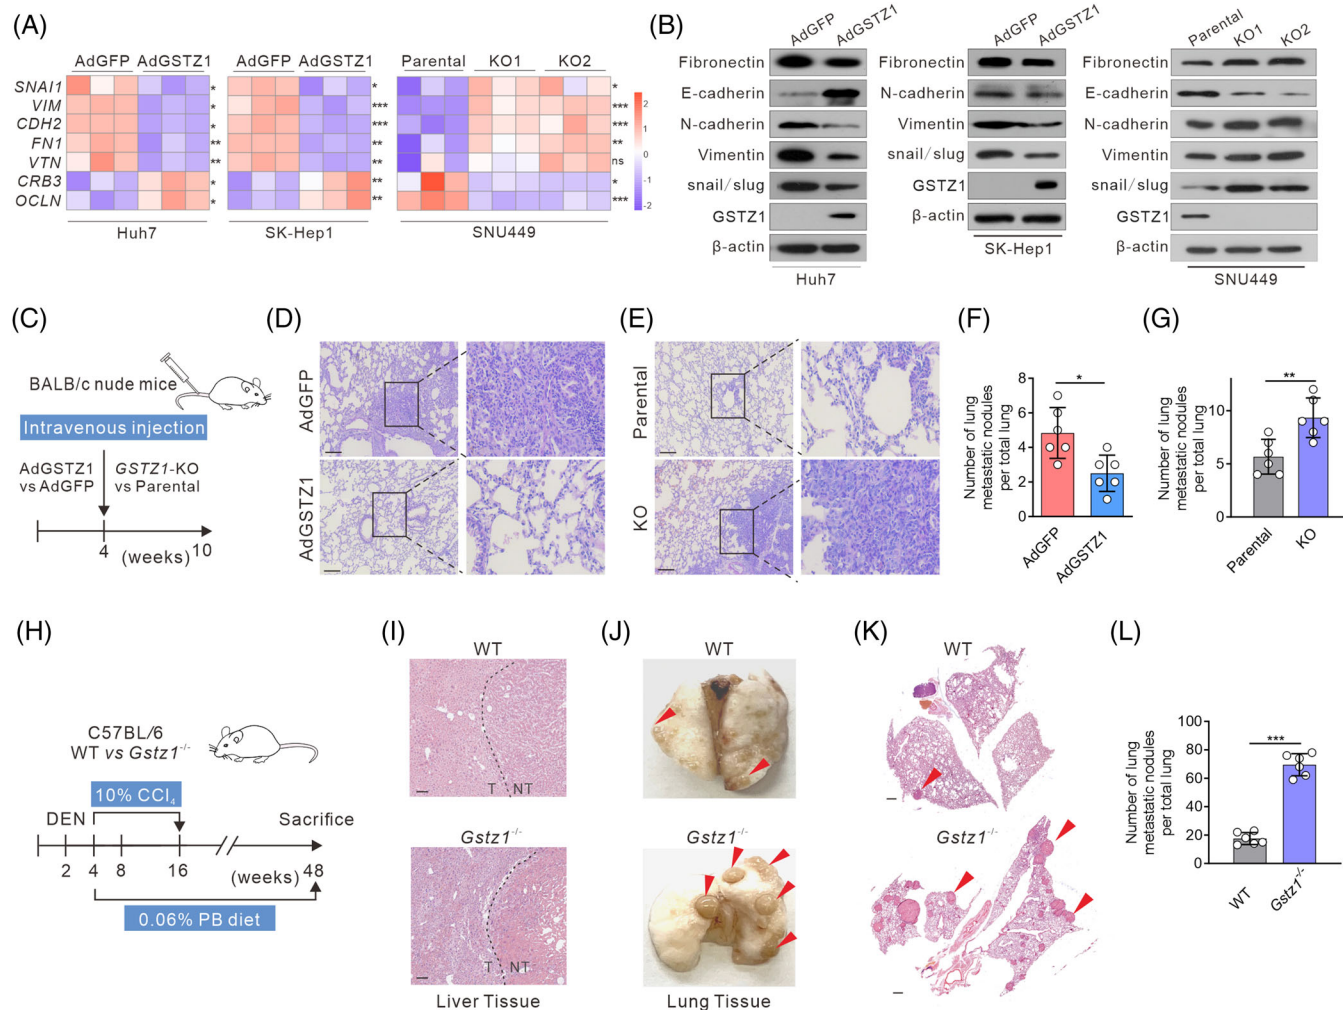 (A)
AdGFP AdGSTZ1 AdGFP AdGSTZ1 Parental KO1 KO2
SNAI1 * * *
VIM * *** ***
CDH2 * *** ***
FN1 ** ** **
VTN ** ** ns
CRB3 * ** *
OCLN * ** ***
2
1
0
-1
-2
Huh7 SK-Hep1 SNU449
(B)
AdGFP AdGSTZ1
Fibronectin
E-cadherin
N-cadherin
Vimentin
snail/slug
GSTZ1
β-actin
Huh7
AdGFP AdGSTZ1
Fibronectin
N-cadherin
Vimentin
snail/slug
GSTZ1
β-actin
SK-Hep1
Parental KO1 KO2
Fibronectin
E-cadherin
N-cadherin
Vimentin
snail/slug
GSTZ1
β-actin
SNU449
(C)
BALB/c nude mice
Intravenous injection
AdGSTZ1 GSTZ1-KO
vs AdGFP vs Parental
4 (weeks) 10
(D)
AdGFP
AdGSTZ1
(E)
Parental
KO
(F)
Number of lung
metastatic nodules
per total lung
8
6
4
2
0
*
AdGFP AdGSTZ1
(G)
Number of lung
metastatic nodules
per total lung
10
5
0
**
Parental KO
(H)
C57BL/6
WT vs Gstz1-/-
10% CCl4
DEN Sacrifice
2 4 8 16 (weeks) 48
0.06% PB diet
(I)
WT
T NT
Gstz1-/-
T NT
Liver Tissue
(J)
WT
Gstz1-/-
Lung Tissue
(K)
WT
Gstz1-/-
(L)
Number of lung
metastatic nodules
per total lung
100
80
60
40
20
0
***
WT Gstz1-/-